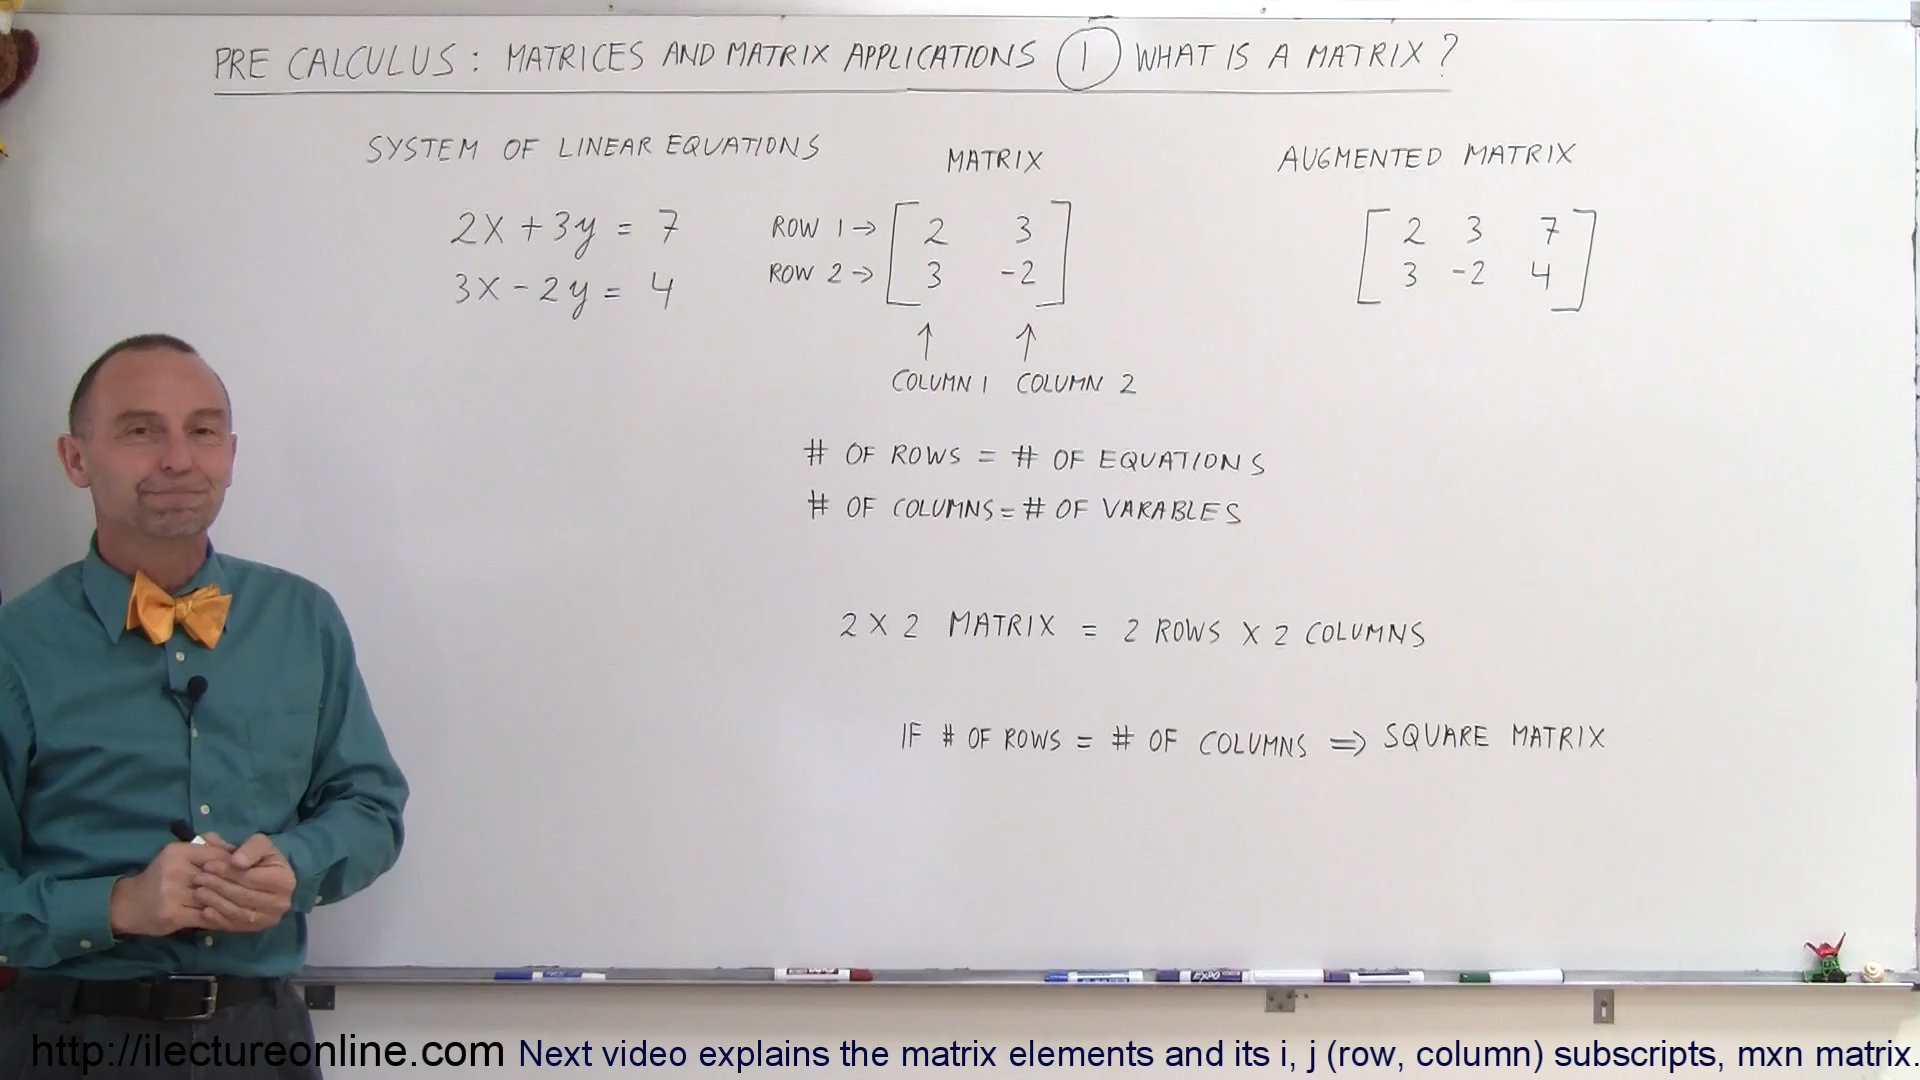 PRE CALCULUS: MATRICES AND MATRIX APPLICATIONS 1 WHAT IS A MATRIX?
SYSTEM OF LINEAR EQUATIONS
2X + 3y = 7
3X - 2y = 4
MATRIX
ROW 1 → [2 3]
ROW 2 → [3 -2]
↑ ↑
COLUMN 1 COLUMN 2
AUGMENTED MATRIX
[2 3 7]
[3 -2 4]
# OF ROWS = # OF EQUATIONS
# OF COLUMNS = # OF VARABLES
2 X 2 MATRIX = 2 ROWS X 2 COLUMNS
IF # OF ROWS = # OF COLUMNS ⇒ SQUARE MATRIX
EXPO
http://ilectureonline.com Next video explains the matrix elements and its i, j (row, column) subscripts, mxn matrix.